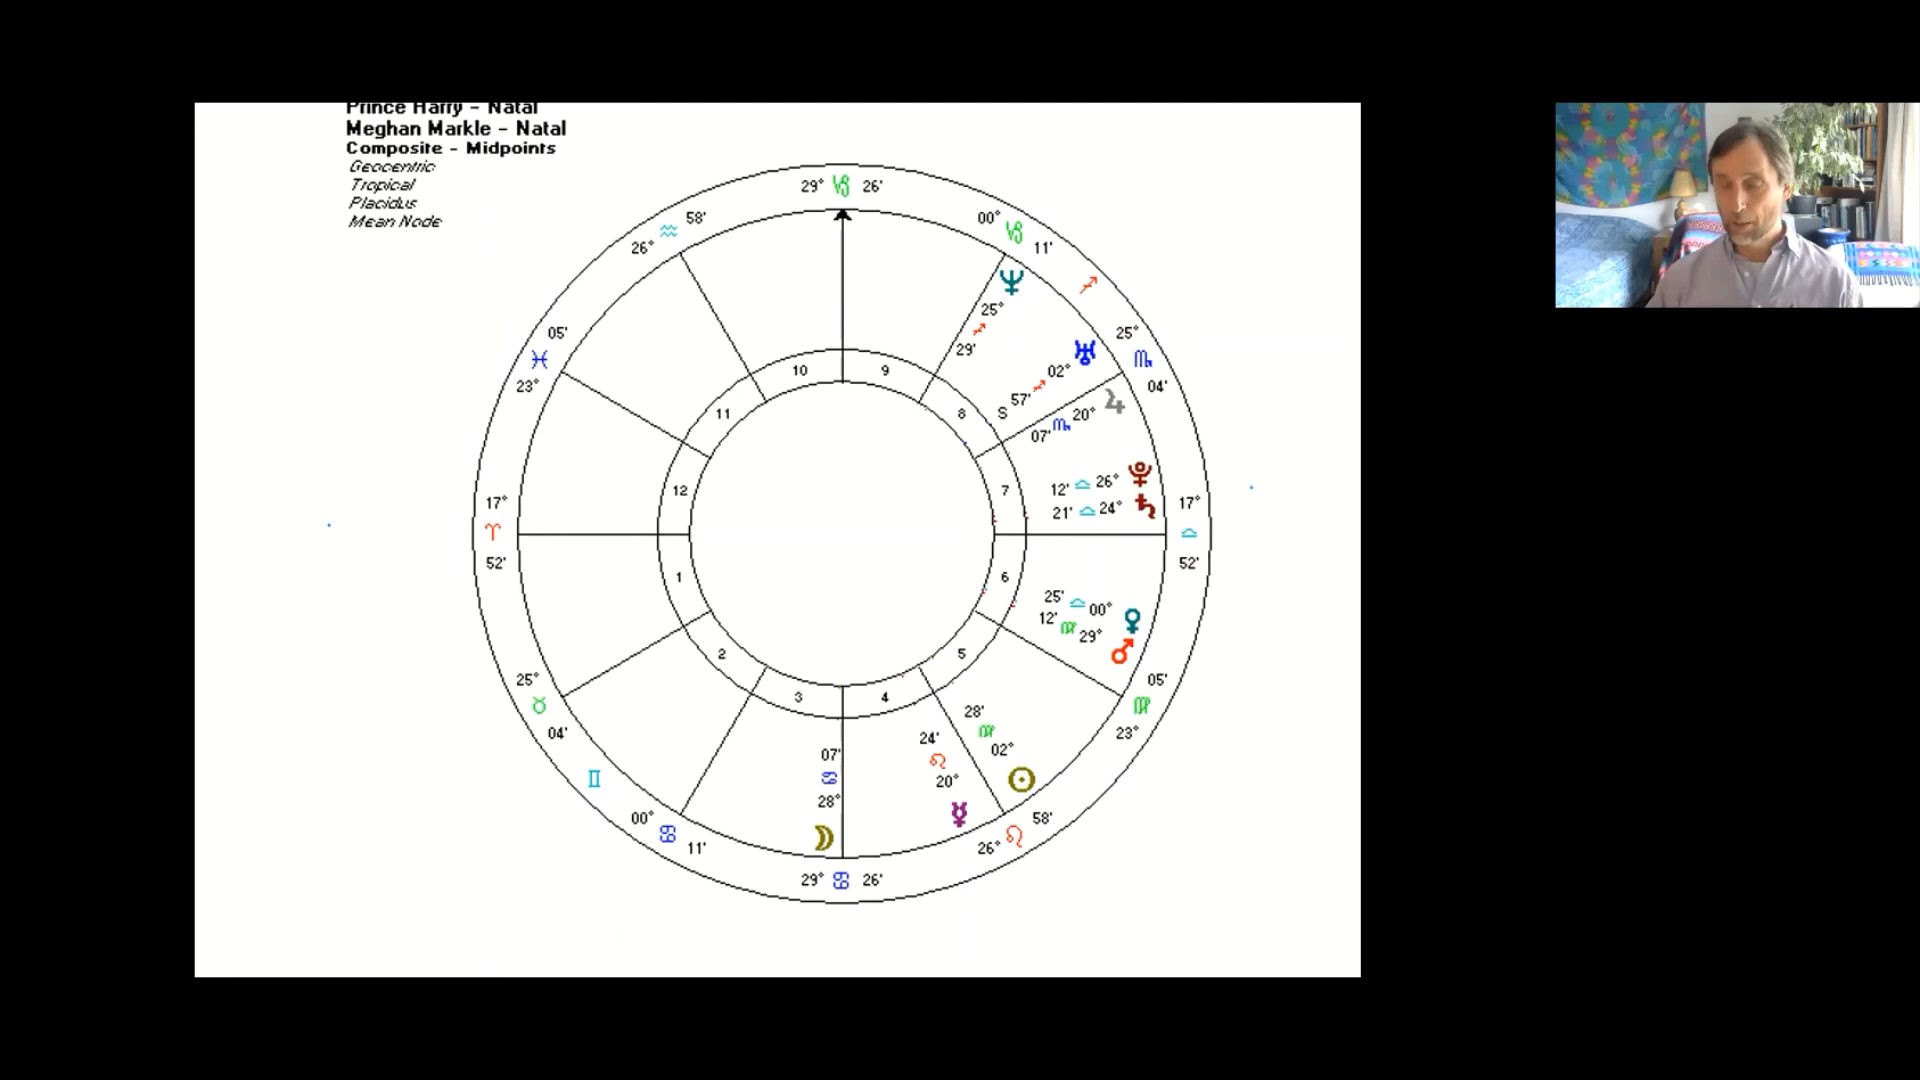 Prince Harry - Natal
Meghan Markle - Natal
Composite - Midpoints
Geocentric
Tropical
Placidus
Mean Node
29° ♑ 26'
00° ♑ 11'
♐
25° ♏ 04'
17° ♎ 52'
05' ♍ 23°
58' ♌ 26°
29° ♋ 26'
00° ♋ 11'
♊
25° ♉ 04'
17° ♈ 52'
05' ♓ 23°
26° ♒ 58'
♆ 25° ♐ 29'
♅ 02° ♐ 57' S
♃ 20° ♏ 07'
12' ♎ 26° ♇
21' ♎ 24° ♄
25' ♎ 00° ♀
12' ♍ 29° ♂
28' ♍ 02° ☉
24' ♌ 20° ☿
07' ♋ 28° ☽
1
2
3
4
5
6
7
8
9
10
11
12